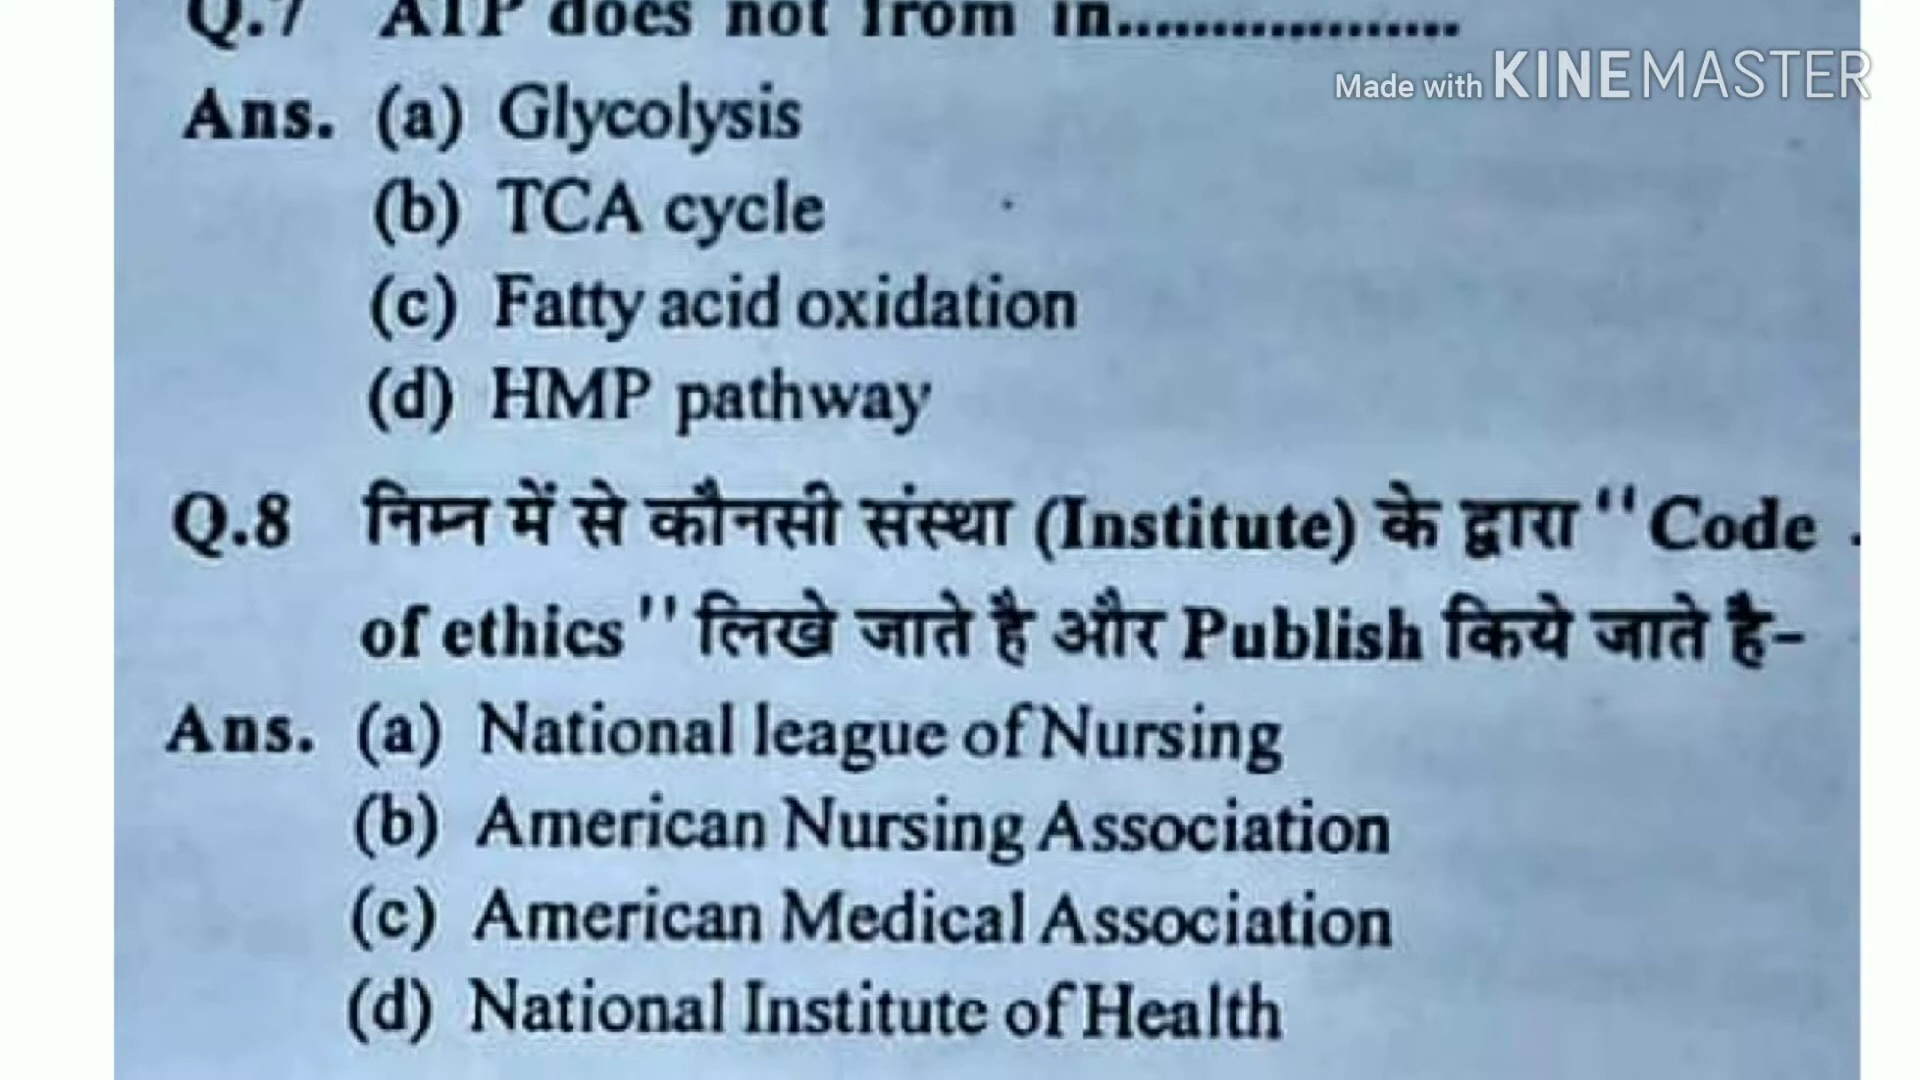 Q.7 ATP does not from in..................
Made with KINEMASTER
Ans. (a) Glycolysis
(b) TCA cycle
(c) Fatty acid oxidation
(d) HMP pathway
Q.8 निम्न में से कौनसी संस्था (Institute) के द्वारा "Code
of ethics" लिखे जाते है और Publish किये जाते है-
Ans. (a) National league of Nursing
(b) American Nursing Association
(c) American Medical Association
(d) National Institute of Health